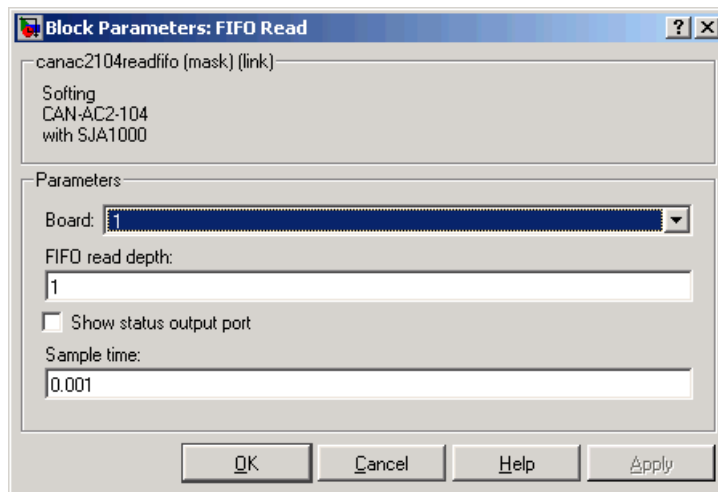 Block Parameters: FIFO Read
canac2104readfifo (mask) (link)
Softing
CAN-AC2-104
with SJA1000
Parameters
Board: 1
FIFO read depth:
1
Show status output port
Sample time:
0.001
OK Cancel Help Apply